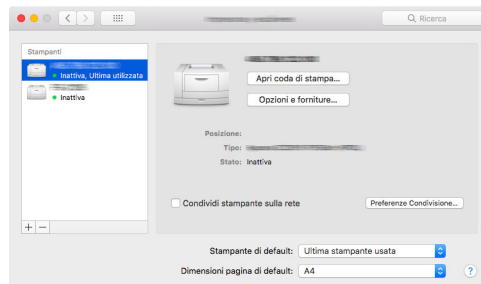 Ricerca
Stampanti
Inattiva, Ultima utilizzata
Inattiva
Apri coda di stampa...
Opzioni e forniture...
Posizione:
Tipo:
Stato: Inattiva
Condividi stampante sulla rete
Preferenze Condivisione...
+ −
Stampante di default: Ultima stampante usata
Dimensioni pagina di default: A4
?